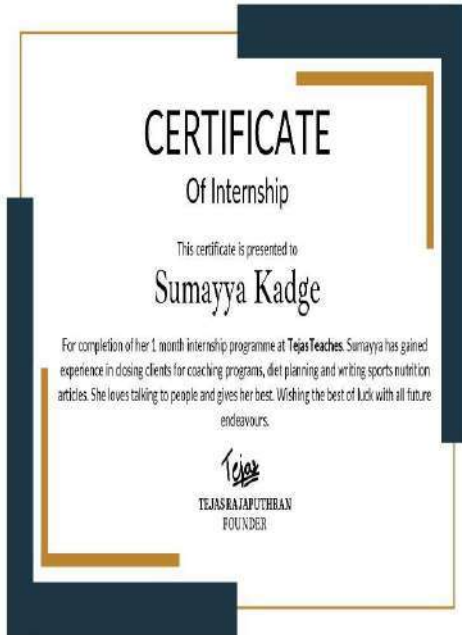 CERTIFICATE
Of Internship
This certificate is presented to
Sumayya Kadge
For completion of her 1 month internship programme at TejasTeaches. Sumayya has gained
experience in closing clients for coaching programs, diet planning and writing sports nutrition
articles. She loves talking to people and gives her best. Wishing the best of luck with all future
endeavours.
Tejas
TEJAS RAJAPUTHRAN
FOUNDER